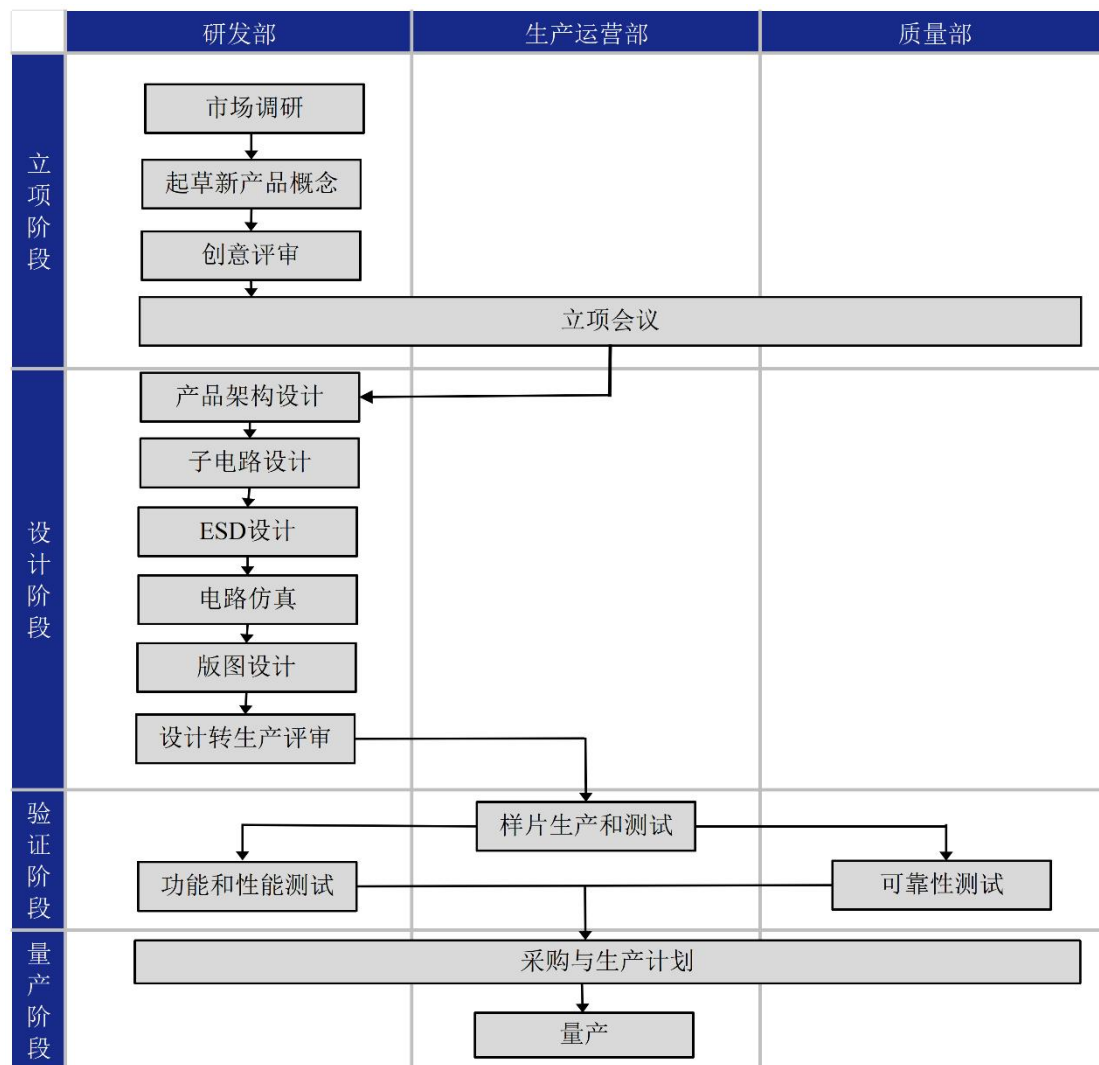 研发部
生产运营部
质量部
立项阶段
市场调研
起草新产品概念
创意评审
立项会议
设计阶段
产品架构设计
子电路设计
ESD设计
电路仿真
版图设计
设计转生产评审
验证阶段
样片生产和测试
功能和性能测试
可靠性测试
量产阶段
采购与生产计划
量产